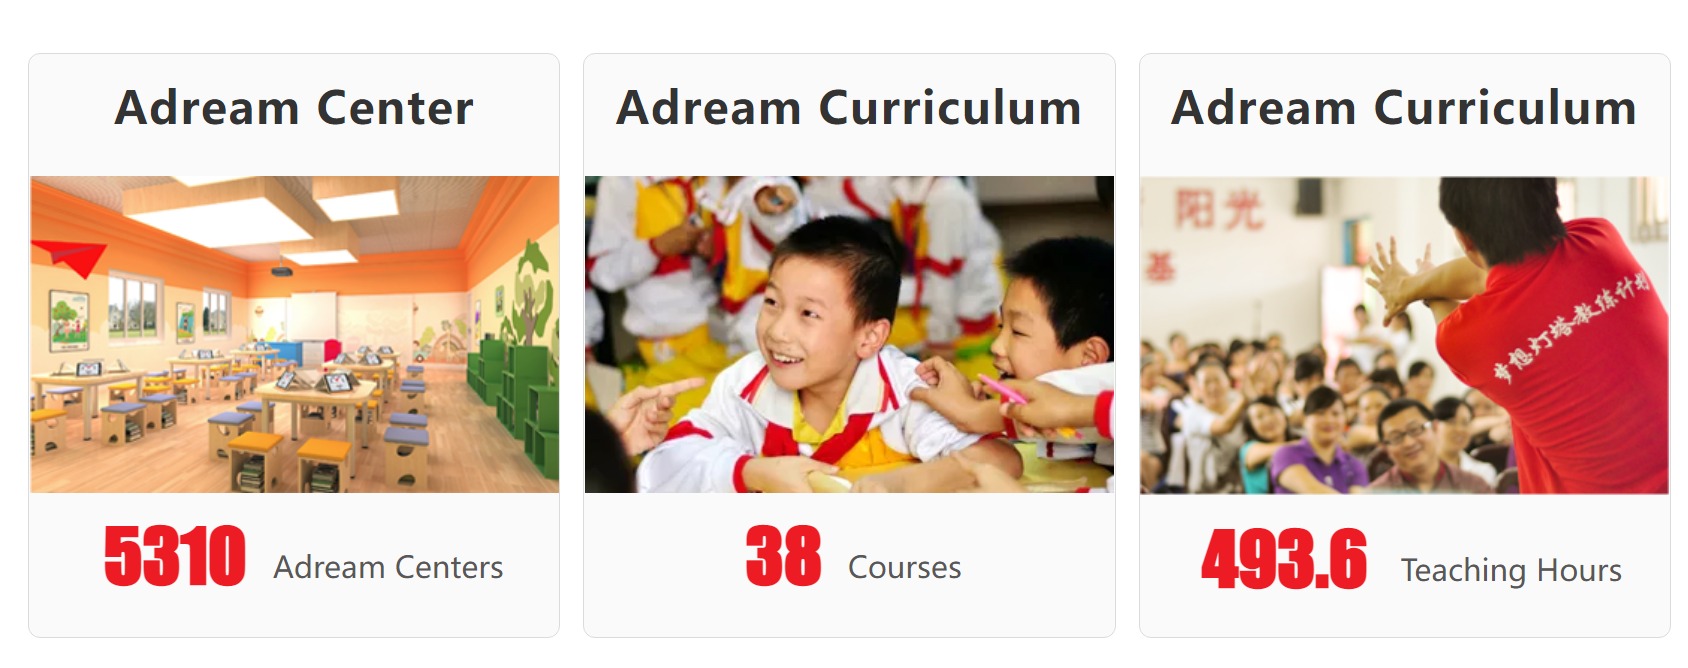 Adream Center
Adream Curriculum
Adream Curriculum
阳光
基
梦想灯塔·教练计划
5310 Adream Centers
38 Courses
493.6 Teaching Hours